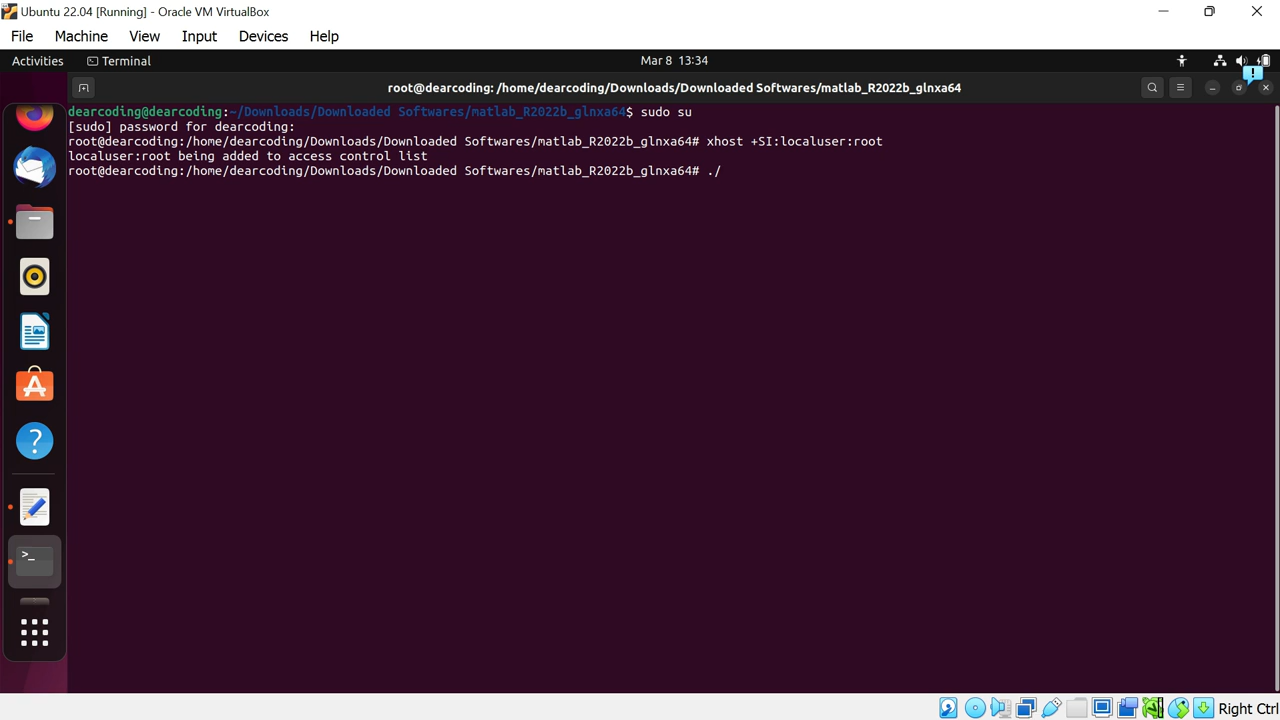 Ubuntu 22.04 [Running] - Oracle VM VirtualBox
File Machine View Input Devices Help
Activities Terminal Mar 8 13:34
root@dearcoding: /home/dearcoding/Downloads/Downloaded Softwares/matlab_R2022b_glnxa64
dearcoding@dearcoding:~/Downloads/Downloaded Softwares/matlab_R2022b_glnxa64$ sudo su
[sudo] password for dearcoding:
root@dearcoding:/home/dearcoding/Downloads/Downloaded Softwares/matlab_R2022b_glnxa64# xhost +SI:localuser:root
localuser:root being added to access control list
root@dearcoding:/home/dearcoding/Downloads/Downloaded Softwares/matlab_R2022b_glnxa64# ./
Right Ctrl